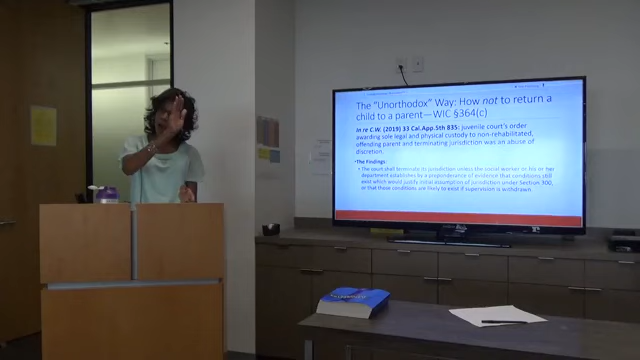 The "Unorthodox" Way: How not to return a
child to a parent—WIC §364(c)
In re C.W. (2019) 33 Cal.App.5th 835: juvenile court's order
awarding sole legal and physical custody to non-rehabilitated,
offending parent and terminating jurisdiction was an abuse of
discretion.
•The Findings:
• The court shall terminate its jurisdiction unless the social worker or his or her
department establishes by a preponderance of evidence that conditions still
exist which would justify initial assumption of jurisdiction under Section 300,
or that those conditions are likely to exist if supervision is withdrawn.